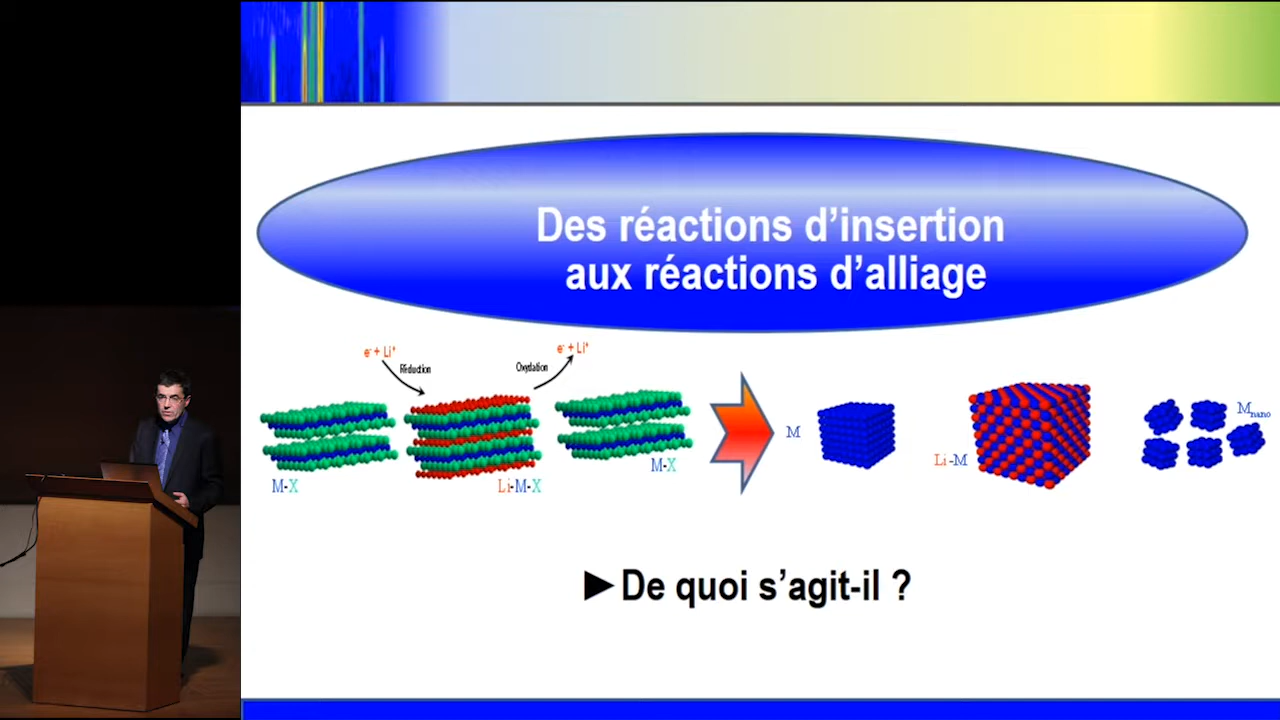 Des réactions d'insertion
aux réactions d'alliage
e- + Li+
Réduction
Oxydation
e- + Li+
M-X
Li-M-X
M-X
M
Li -M
Mnano
►De quoi s'agit-il ?